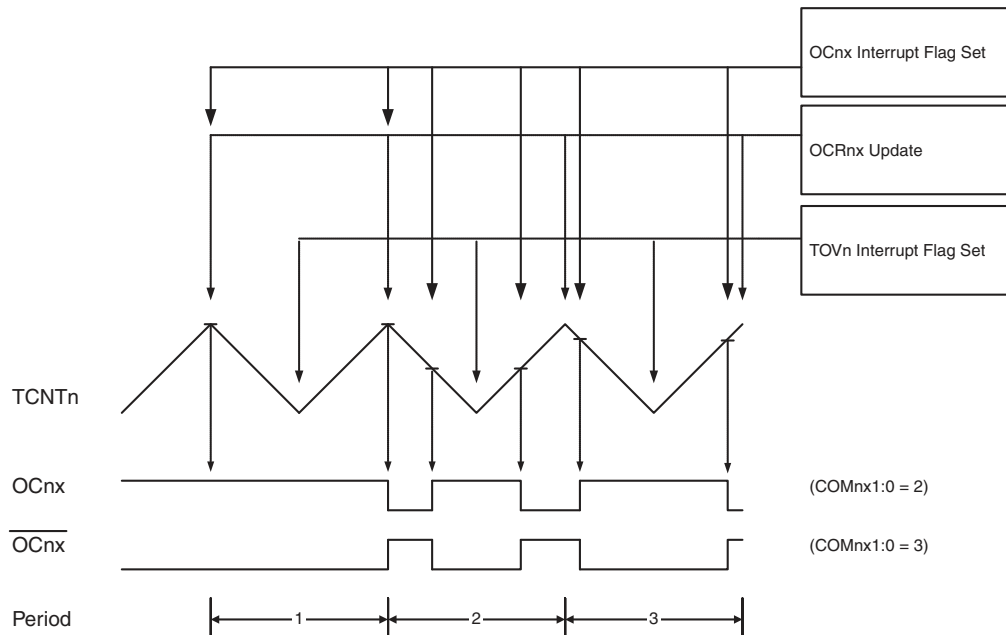 OCnx Interrupt Flag Set
OCRnx Update
TOVn Interrupt Flag Set
TCNTn
OCnx
(COMnx1:0 = 2)
OCnx
(COMnx1:0 = 3)
Period
1
2
3